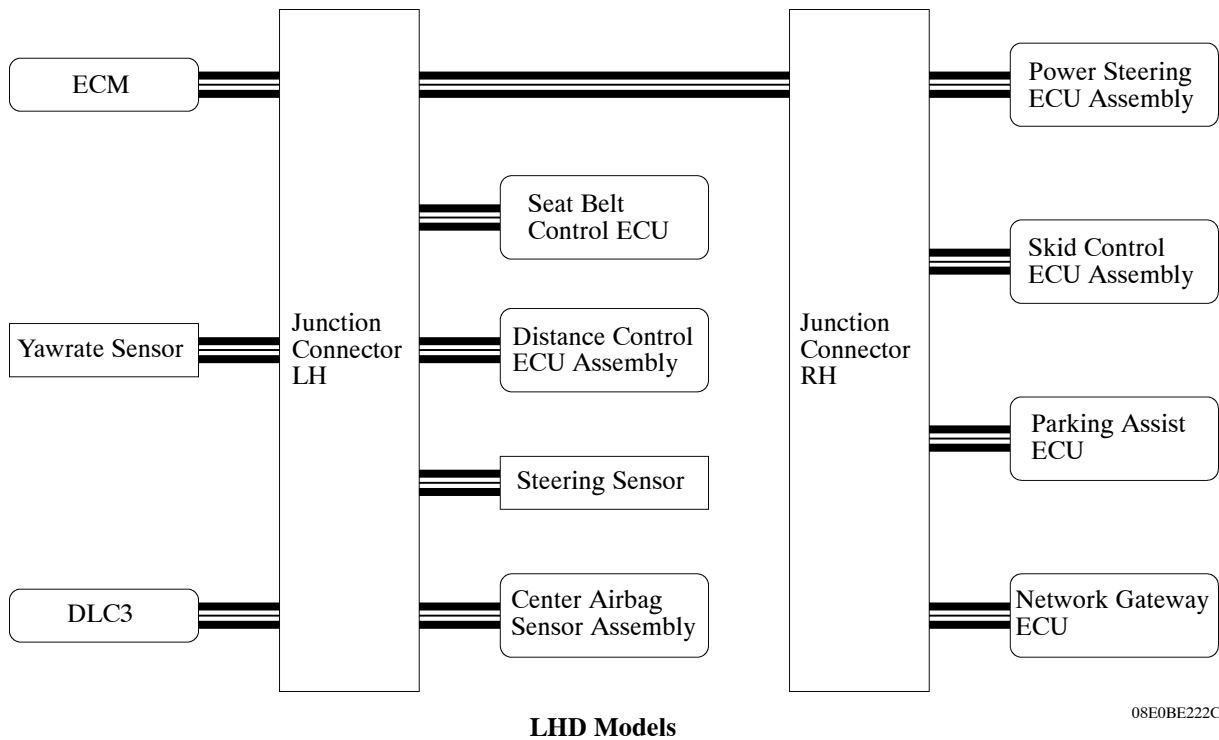 ECM
Yawrate Sensor
DLC3
Junction
Connector
LH
Seat Belt
Control ECU
Distance Control
ECU Assembly
Steering Sensor
Center Airbag
Sensor Assembly
Junction
Connector
RH
Power Steering
ECU Assembly
Skid Control
ECU Assembly
Parking Assist
ECU
Network Gateway
ECU
LHD Models
08E0BE222C